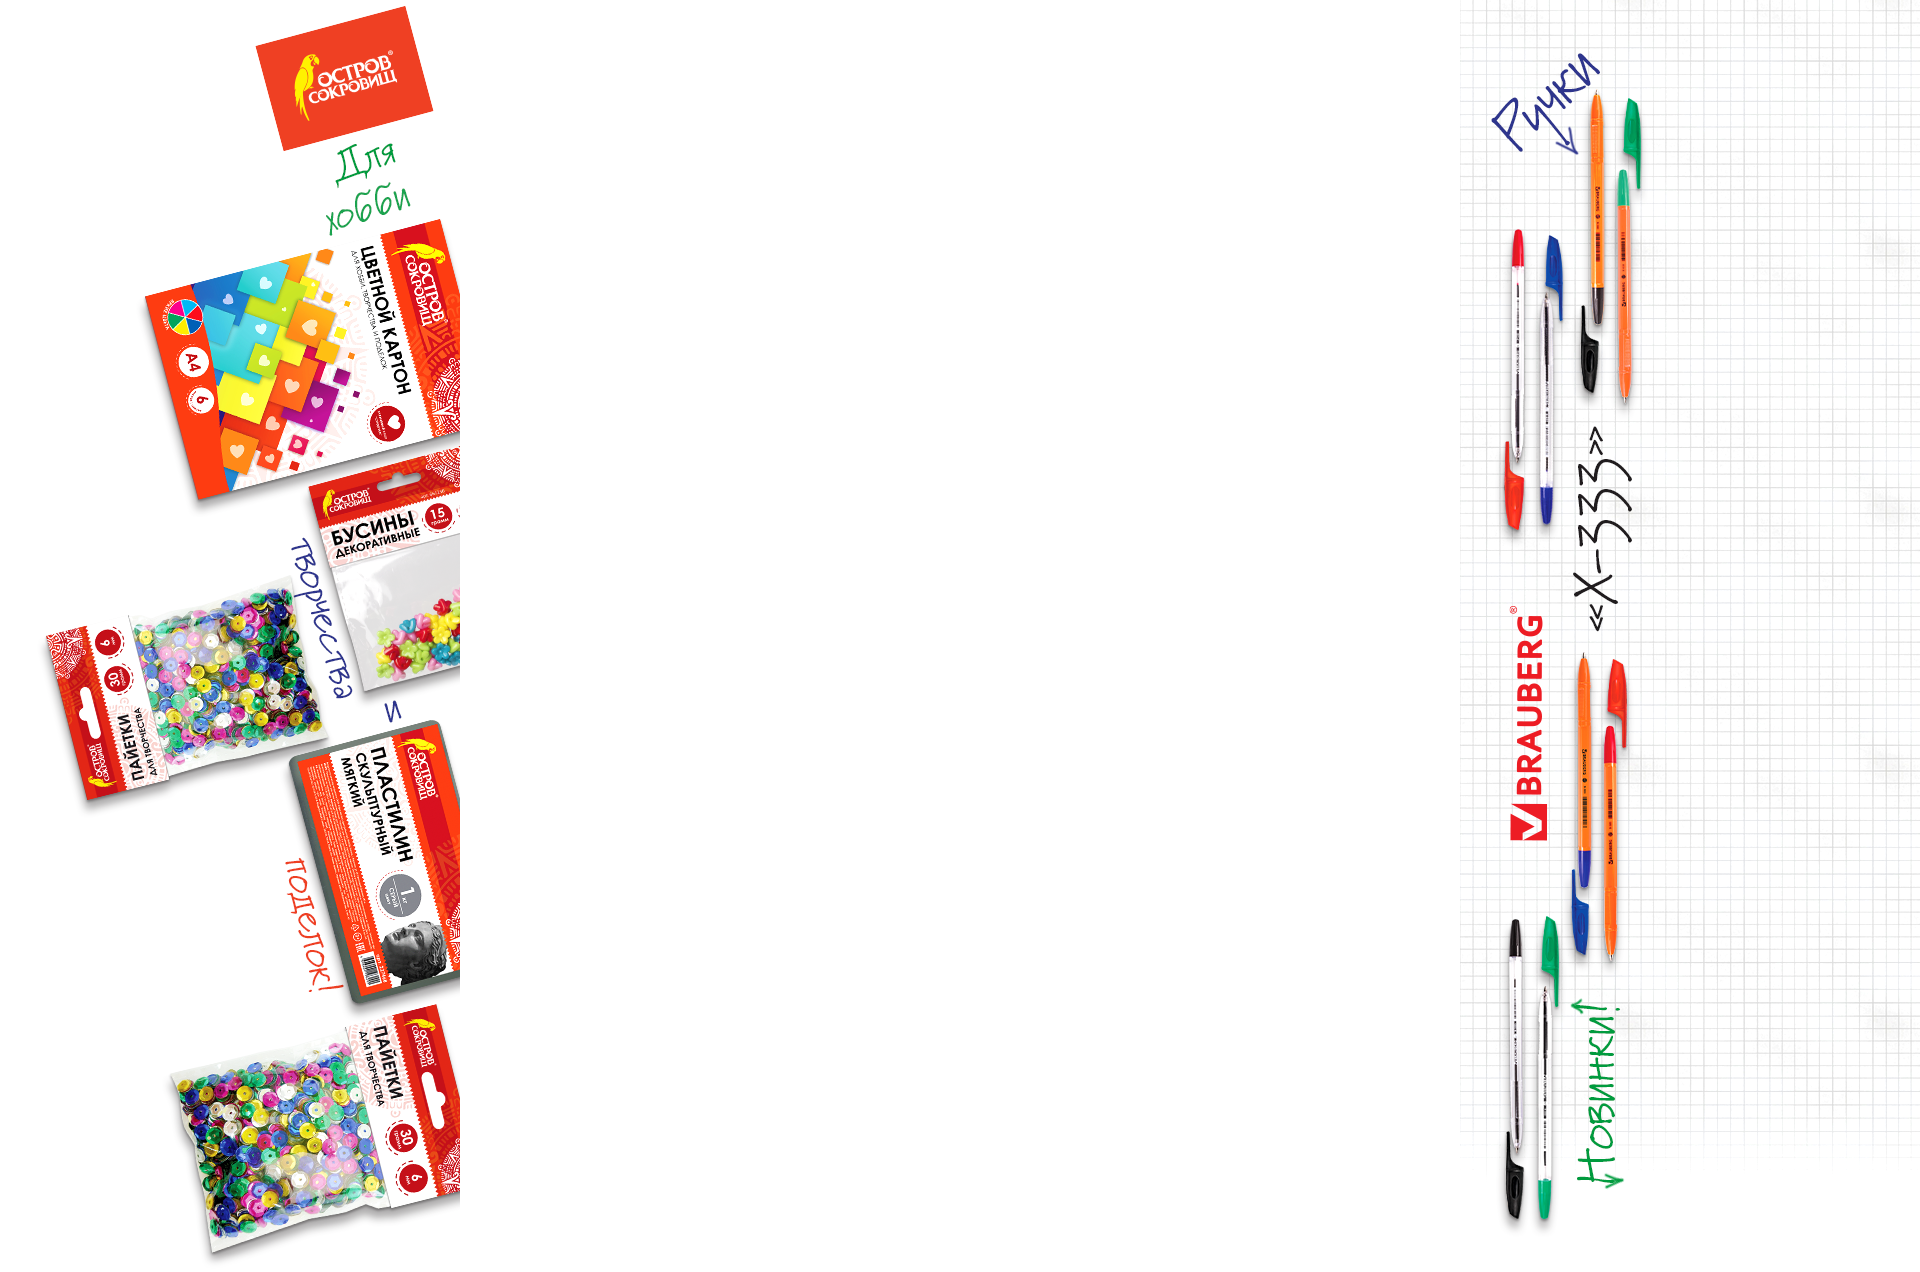 ОСТРОВ®
СОКРОВИЩ
Для
хобби
ОСТРОВ
СОКРОВИЩ
ЦВЕТНОЙ КАРТОН
ДЛЯ ХОББИ, ТВОРЧЕСТВА И ПОДЕЛОК
А4
6
ОСТРОВ
СОКРОВИЩ
БУСИНЫ
ДЕКОРАТИВНЫЕ
15
грамм
творчества
и
6
мм
30
грамм
ПАЙЕТКИ
ДЛЯ ТВОРЧЕСТВА
ОСТРОВ
СОКРОВИЩ
ОСТРОВ
СОКРОВИЩ
ПЛАСТИЛИН
СКУЛЬПТУРНЫЙ
МЯГКИЙ
1 кг
СЕРЫЙ
поделок!
ОСТРОВ
СОКРОВИЩ
ПАЙЕТКИ
ДЛЯ ТВОРЧЕСТВА
30
грамм
6
мм
Ручки
«X-333»
BRAUBERG®
Новинки!